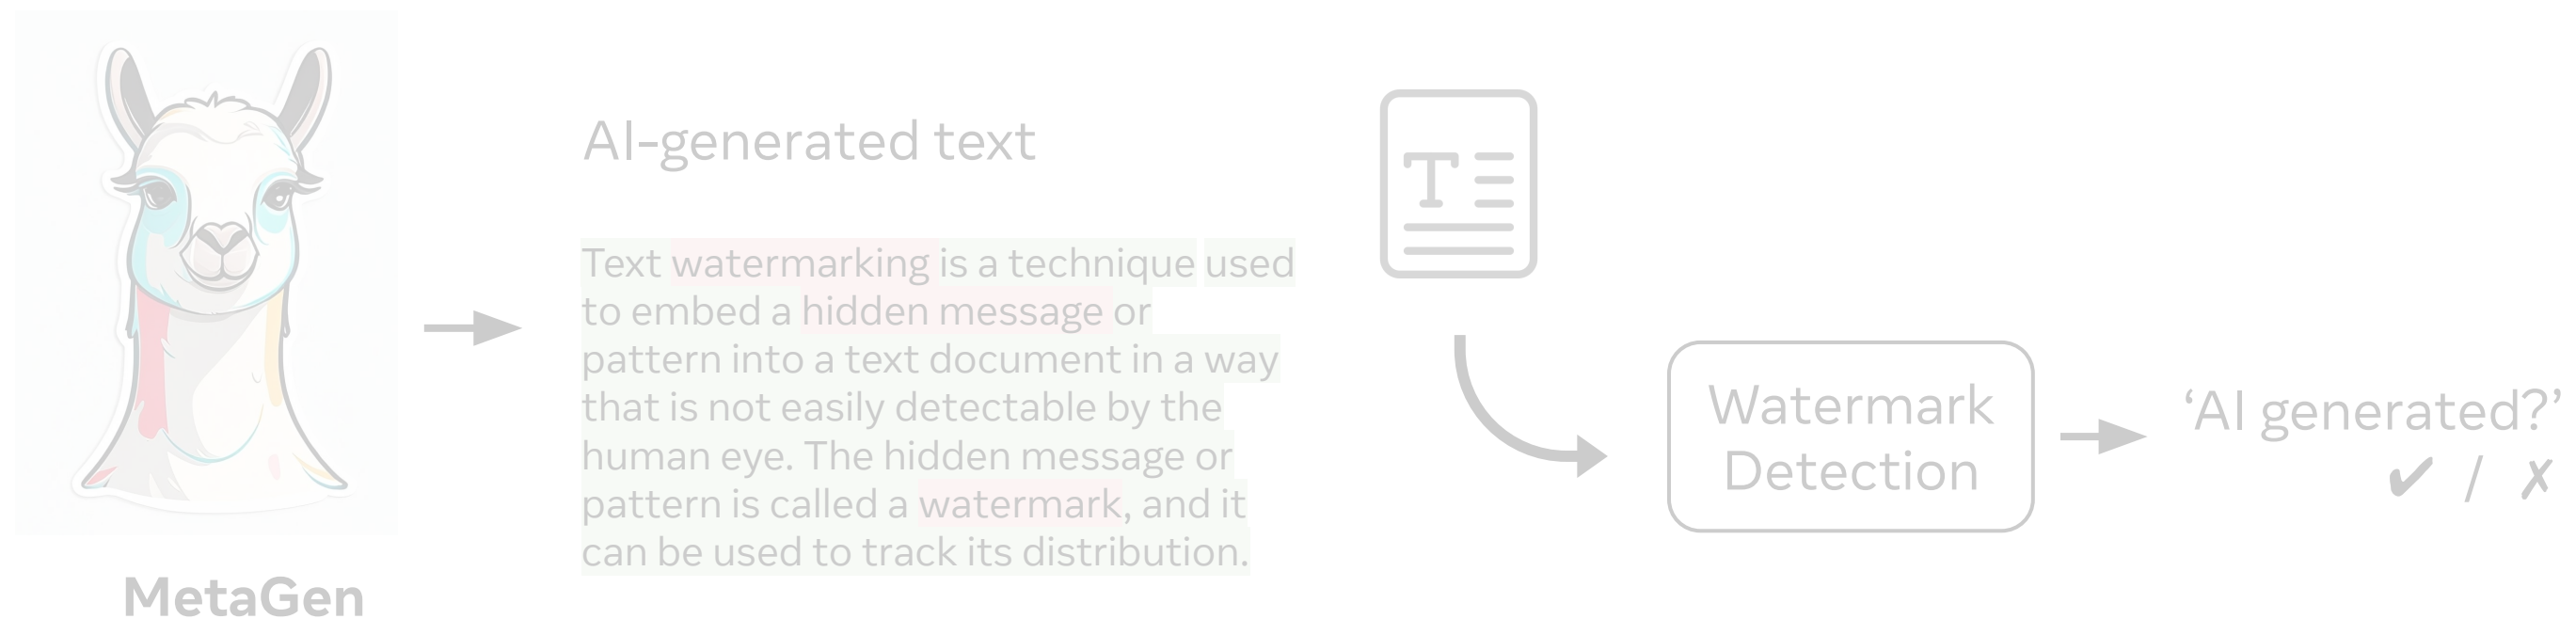 MetaGen
AI-generated text
Text watermarking is a technique used
to embed a hidden message or
pattern into a text document in a way
that is not easily detectable by the
human eye. The hidden message or
pattern is called a watermark, and it
can be used to track its distribution.
T
Watermark
Detection
‘AI generated?’
✔ / ✗